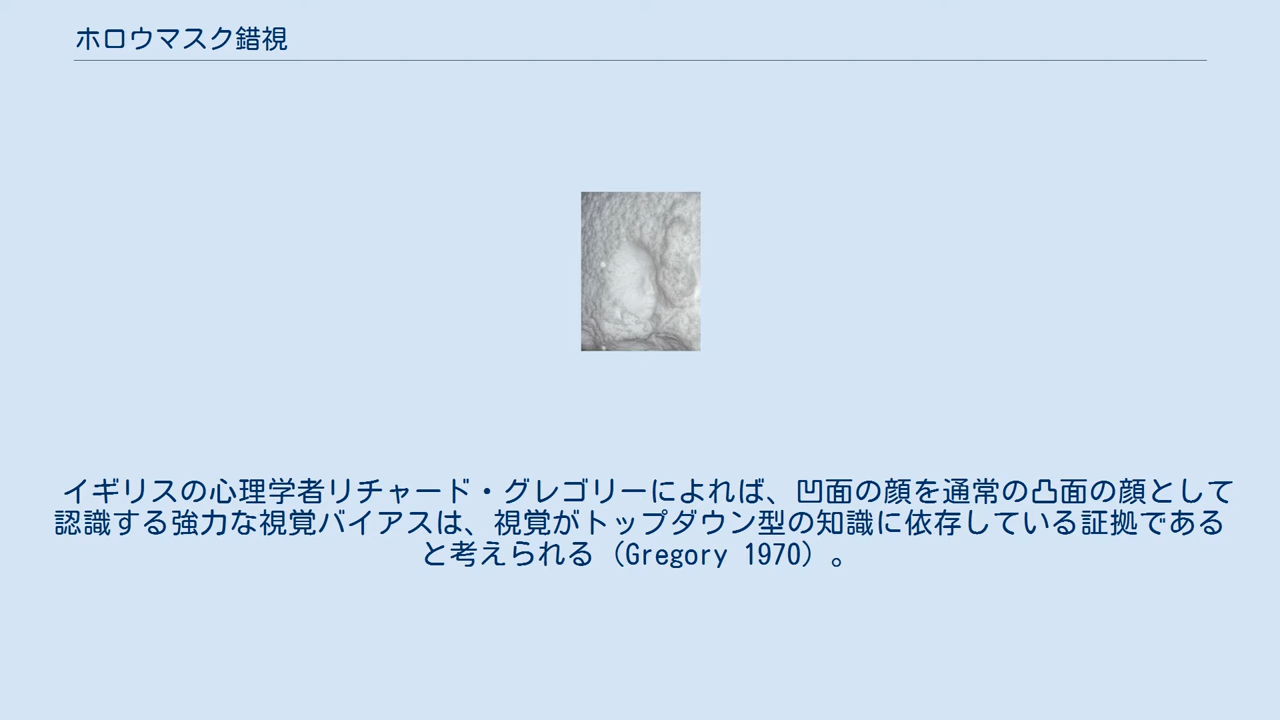 ホロウマスク錯視
イギリスの心理学者リチャード・グレゴリーによれば、凹面の顔を通常の凸面の顔として
認識する強力な視覚バイアスは、視覚がトップダウン型の知識に依存している証拠である
と考えられる（Gregory 1970）。